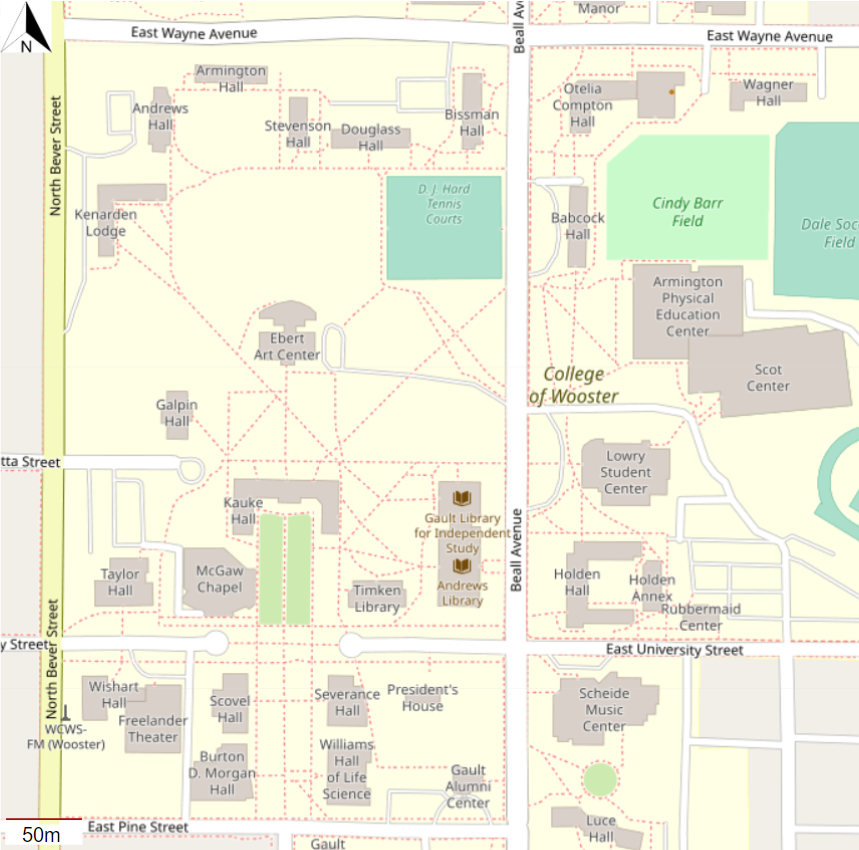 N
East Wayne Avenue
Beall Av
Manor
East Wayne Avenue
Armington
Hall
Andrews
Hall
Stevenson
Hall
Douglass
Hall
Bissman
Hall
Otelia
Compton
Hall
Wagner
Hall
North Bever Street
Kenarden
Lodge
D. J. Hard
Tennis
Courts
Babcock
Hall
Cindy Barr
Field
Dale Soc
Field
Armington
Physical
Education
Center
Ebert
Art Center
Scot
Center
College
of Wooster
Galpin
Hall
tta Street
Lowry
Student
Center
Kauke
Hall
Gault Library
for Independent
Study
Andrews
Library
Beall Avenue
Taylor
Hall
McGaw
Chapel
Timken
Library
Holden
Hall
Holden
Annex
Rubbermaid
Center
y Street
North Bever Street
East University Street
Wishart
Hall
Freelander
Theater
WCWS-
FM (Wooster)
Scovel
Hall
Severance
Hall
President's
House
Scheide
Music
Center
Burton
D. Morgan
Hall
Williams
Hall
of Life
Science
Gault
Alumni
Center
Luce
Hall
50m
East Pine Street
Gault